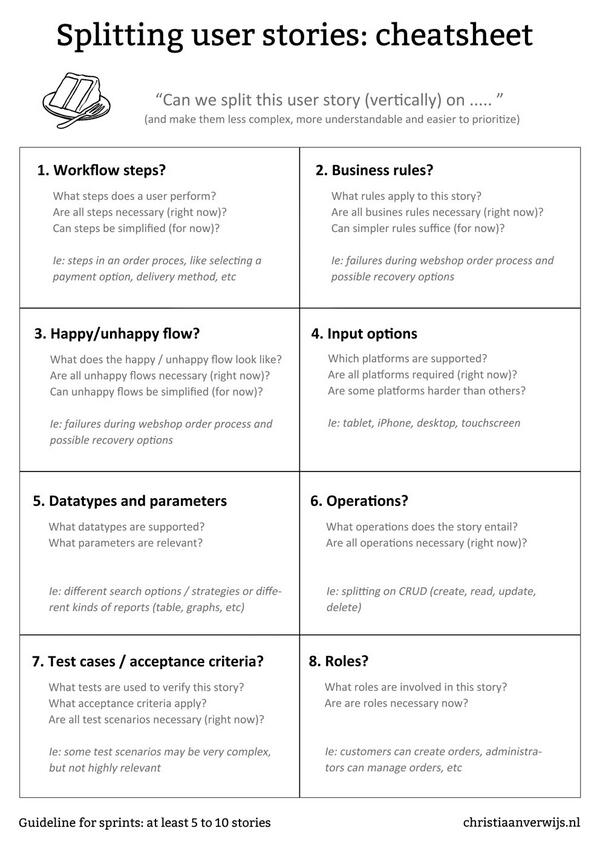 Splitting user stories: cheatsheet
“Can we split this user story (vertically) on ..... ”
(and make them less complex, more understandable and easier to prioritize)
1. Workflow steps?
What steps does a user perform?
Are all steps necessary (right now)?
Can steps be simplified (for now)?
Ie: steps in an order proces, like selecting a
payment option, delivery method, etc
2. Business rules?
What rules apply to this story?
Are all busines rules necessary (right now)?
Can simpler rules suffice (for now)?
Ie: failures during webshop order process and
possible recovery options
3. Happy/unhappy flow?
What does the happy / unhappy flow look like?
Are all unhappy flows necessary (right now)?
Can unhappy flows be simplified (for now)?
Ie: failures during webshop order process and
possible recovery options
4. Input options
Which platforms are supported?
Are all platforms required (right now)?
Are some platforms harder than others?
Ie: tablet, iPhone, desktop, touchscreen
5. Datatypes and parameters
What datatypes are supported?
What parameters are relevant?
Ie: different search options / strategies or diffe-
rent kinds of reports (table, graphs, etc)
6. Operations?
What operations does the story entail?
Are all operations necessary (right now)?
Ie: splitting on CRUD (create, read, update,
delete)
7. Test cases / acceptance criteria?
What tests are used to verify this story?
What acceptance criteria apply?
Are all test scenarios necessary (right now)?
Ie: some test scenarios may be very complex,
but not highly relevant
8. Roles?
What roles are involved in this story?
Are are roles necessary now?
Ie: customers can create orders, administra-
tors can manage orders, etc
Guideline for sprints: at least 5 to 10 stories
christiaanverwijs.nl